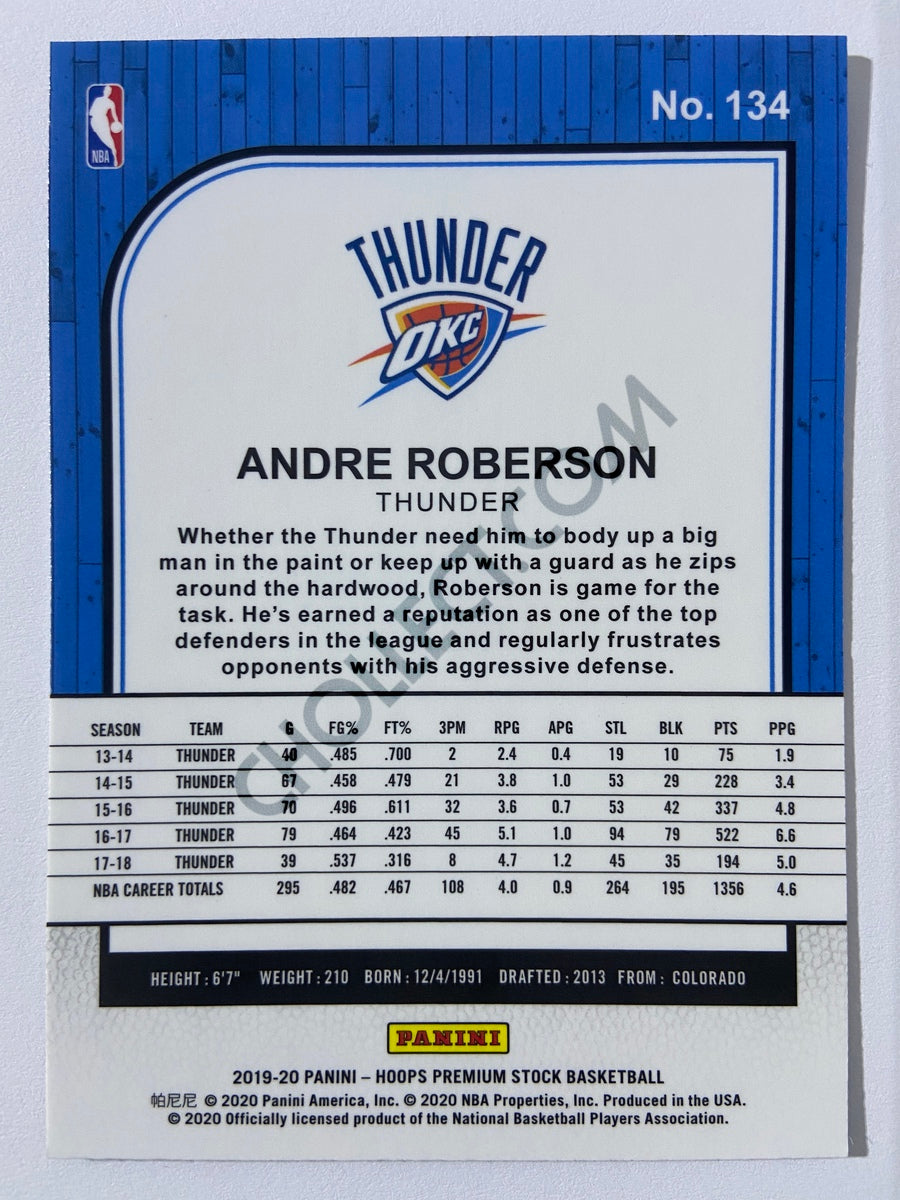 NBA
No. 134
THUNDER
OKC
ANDRE ROBERSON
THUNDER
Whether the Thunder need him to body up a big
man in the paint or keep up with a guard as he zips
around the hardwood, Roberson is game for the
task. He's earned a reputation as one of the top
defenders in the league and regularly frustrates
opponents with his aggressive defense.
CHOLLECT.COM
SEASON TEAM G FG% FT% 3PM RPG APG STL BLK PTS PPG
13-14 THUNDER 40 .485 .700 2 2.4 0.4 19 10 75 1.9
14-15 THUNDER 67 .458 .479 21 3.8 1.0 53 29 228 3.4
15-16 THUNDER 70 .496 .611 32 3.6 0.7 53 42 337 4.8
16-17 THUNDER 79 .464 .423 45 5.1 1.0 94 79 522 6.6
17-18 THUNDER 39 .537 .316 8 4.7 1.2 45 35 194 5.0
NBA CAREER TOTALS 295 .482 .467 108 4.0 0.9 264 195 1356 4.6
HEIGHT : 6'7" WEIGHT : 210 BORN : 12/4/1991 DRAFTED : 2013 FROM : COLORADO
PANINI
2019-20 PANINI – HOOPS PREMIUM STOCK BASKETBALL
帕尼尼 © 2020 Panini America, Inc. © 2020 NBA Properties, Inc. Produced in the USA.
© 2020 Officially licensed product of the National Basketball Players Association.